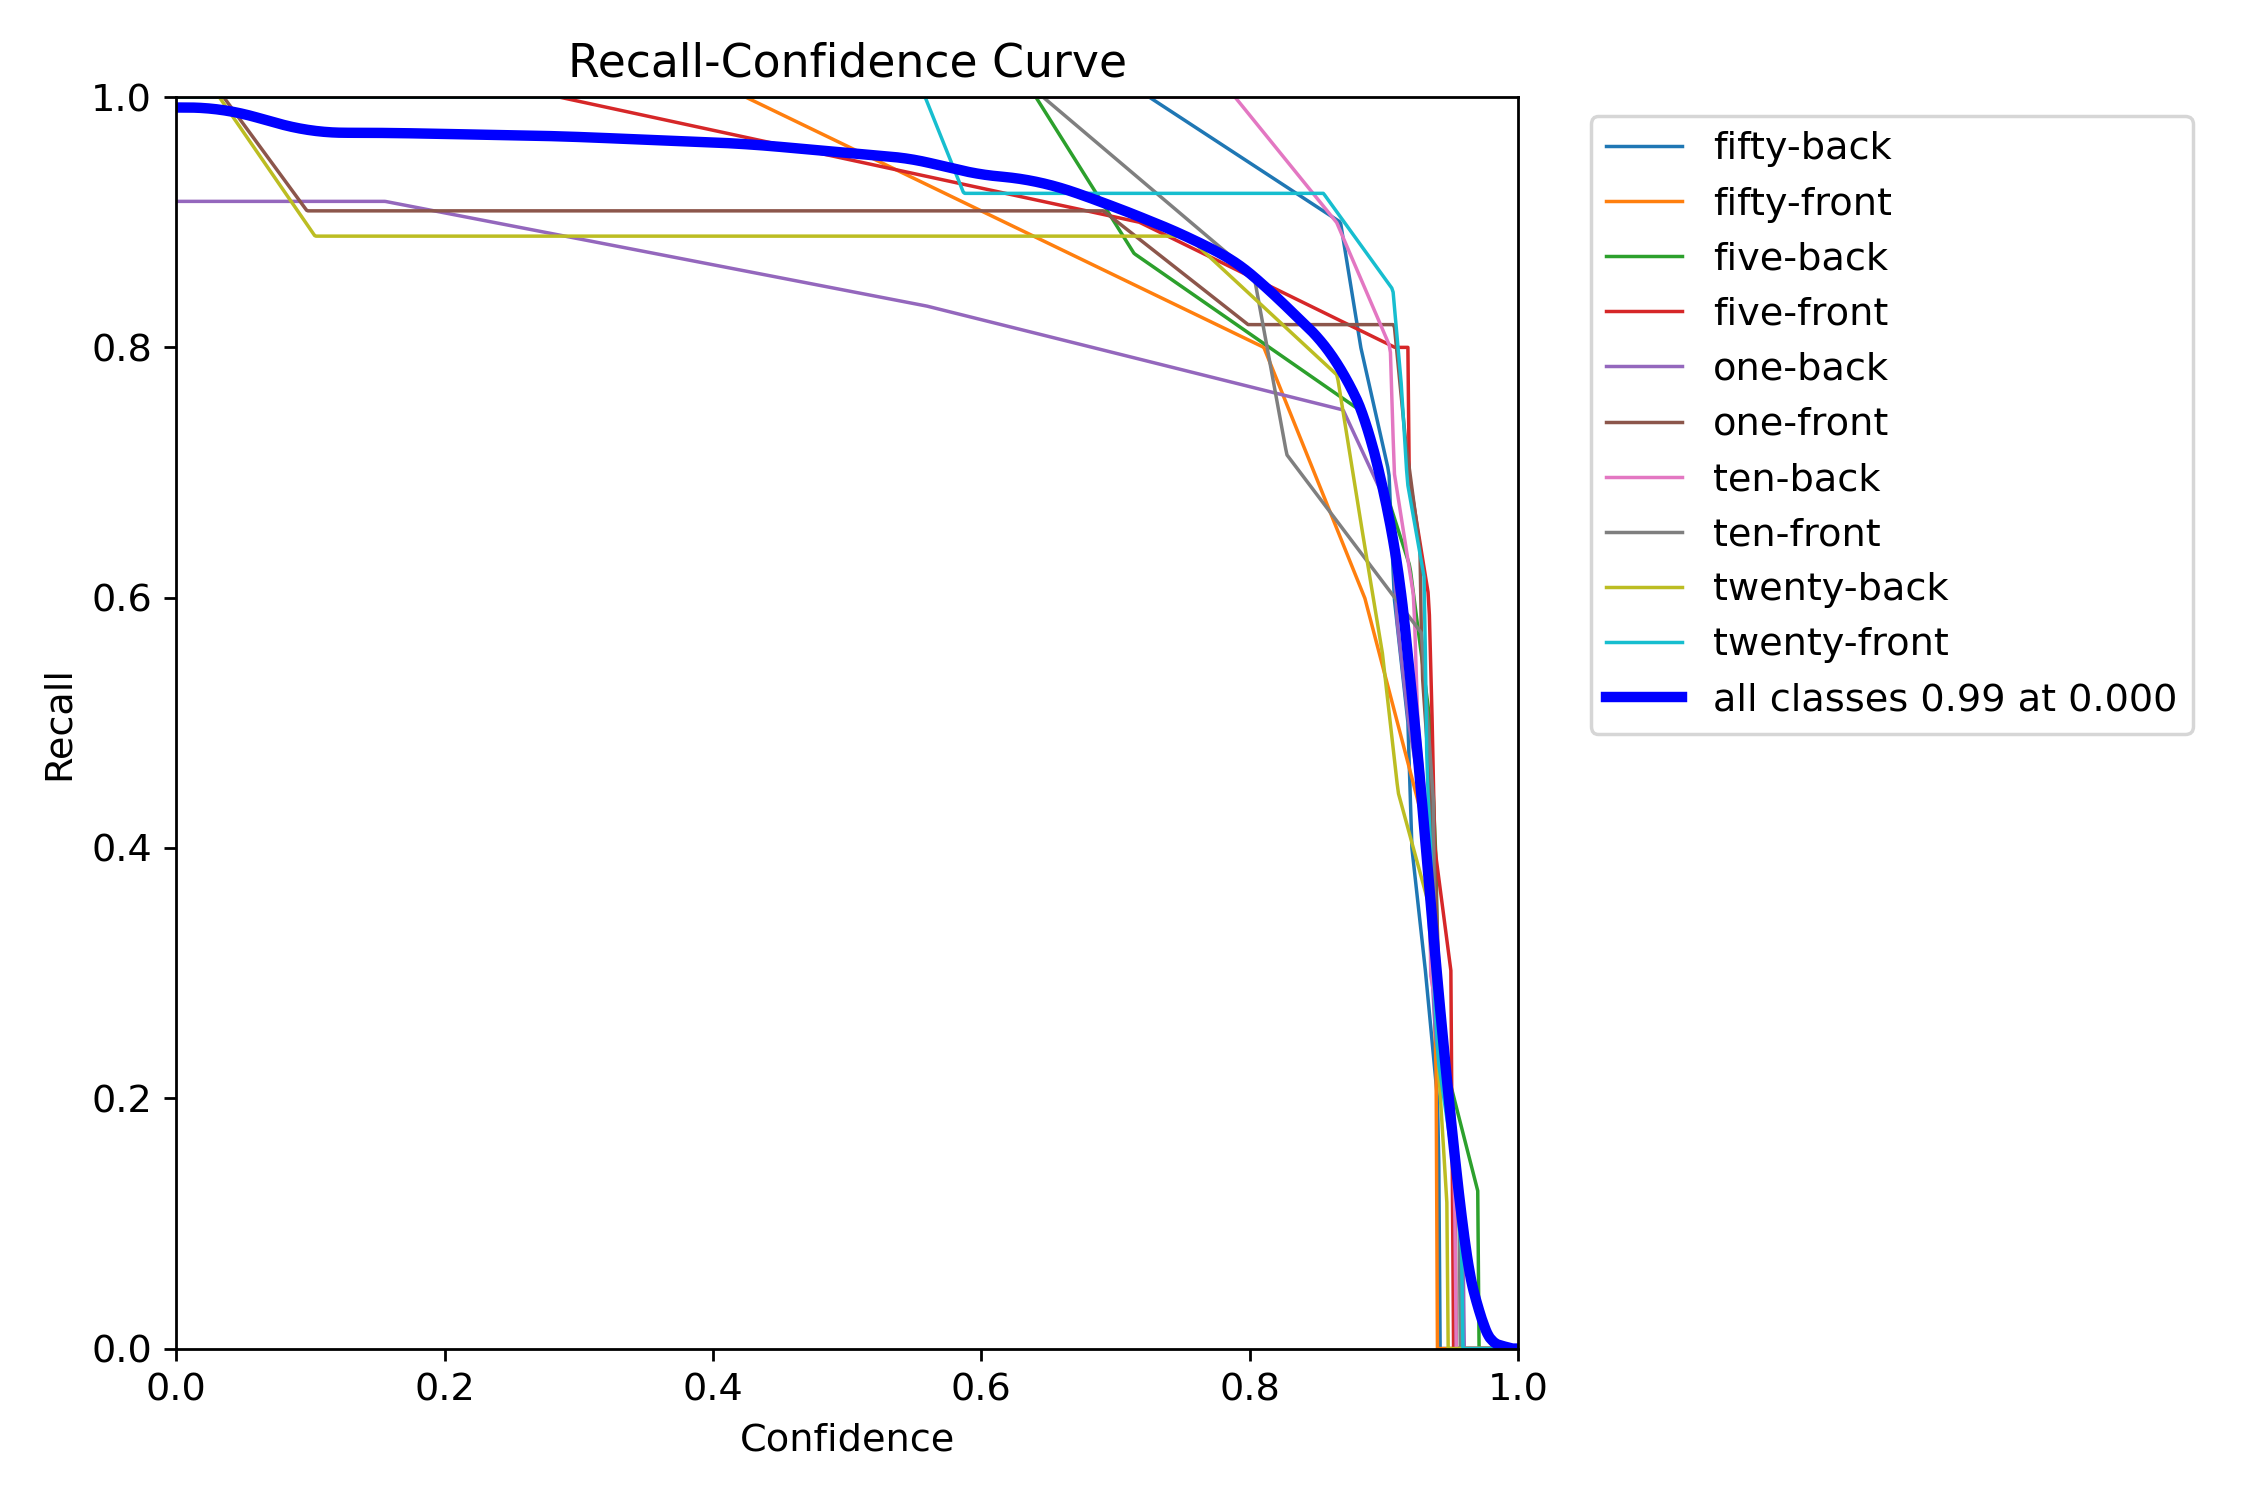 Recall-Confidence Curve
1.0
0.8
0.6
0.4
0.2
0.0
Recall
0.0 0.2 0.4 0.6 0.8 1.0
Confidence
fifty-back
fifty-front
five-back
five-front
one-back
one-front
ten-back
ten-front
twenty-back
twenty-front
all classes 0.99 at 0.000